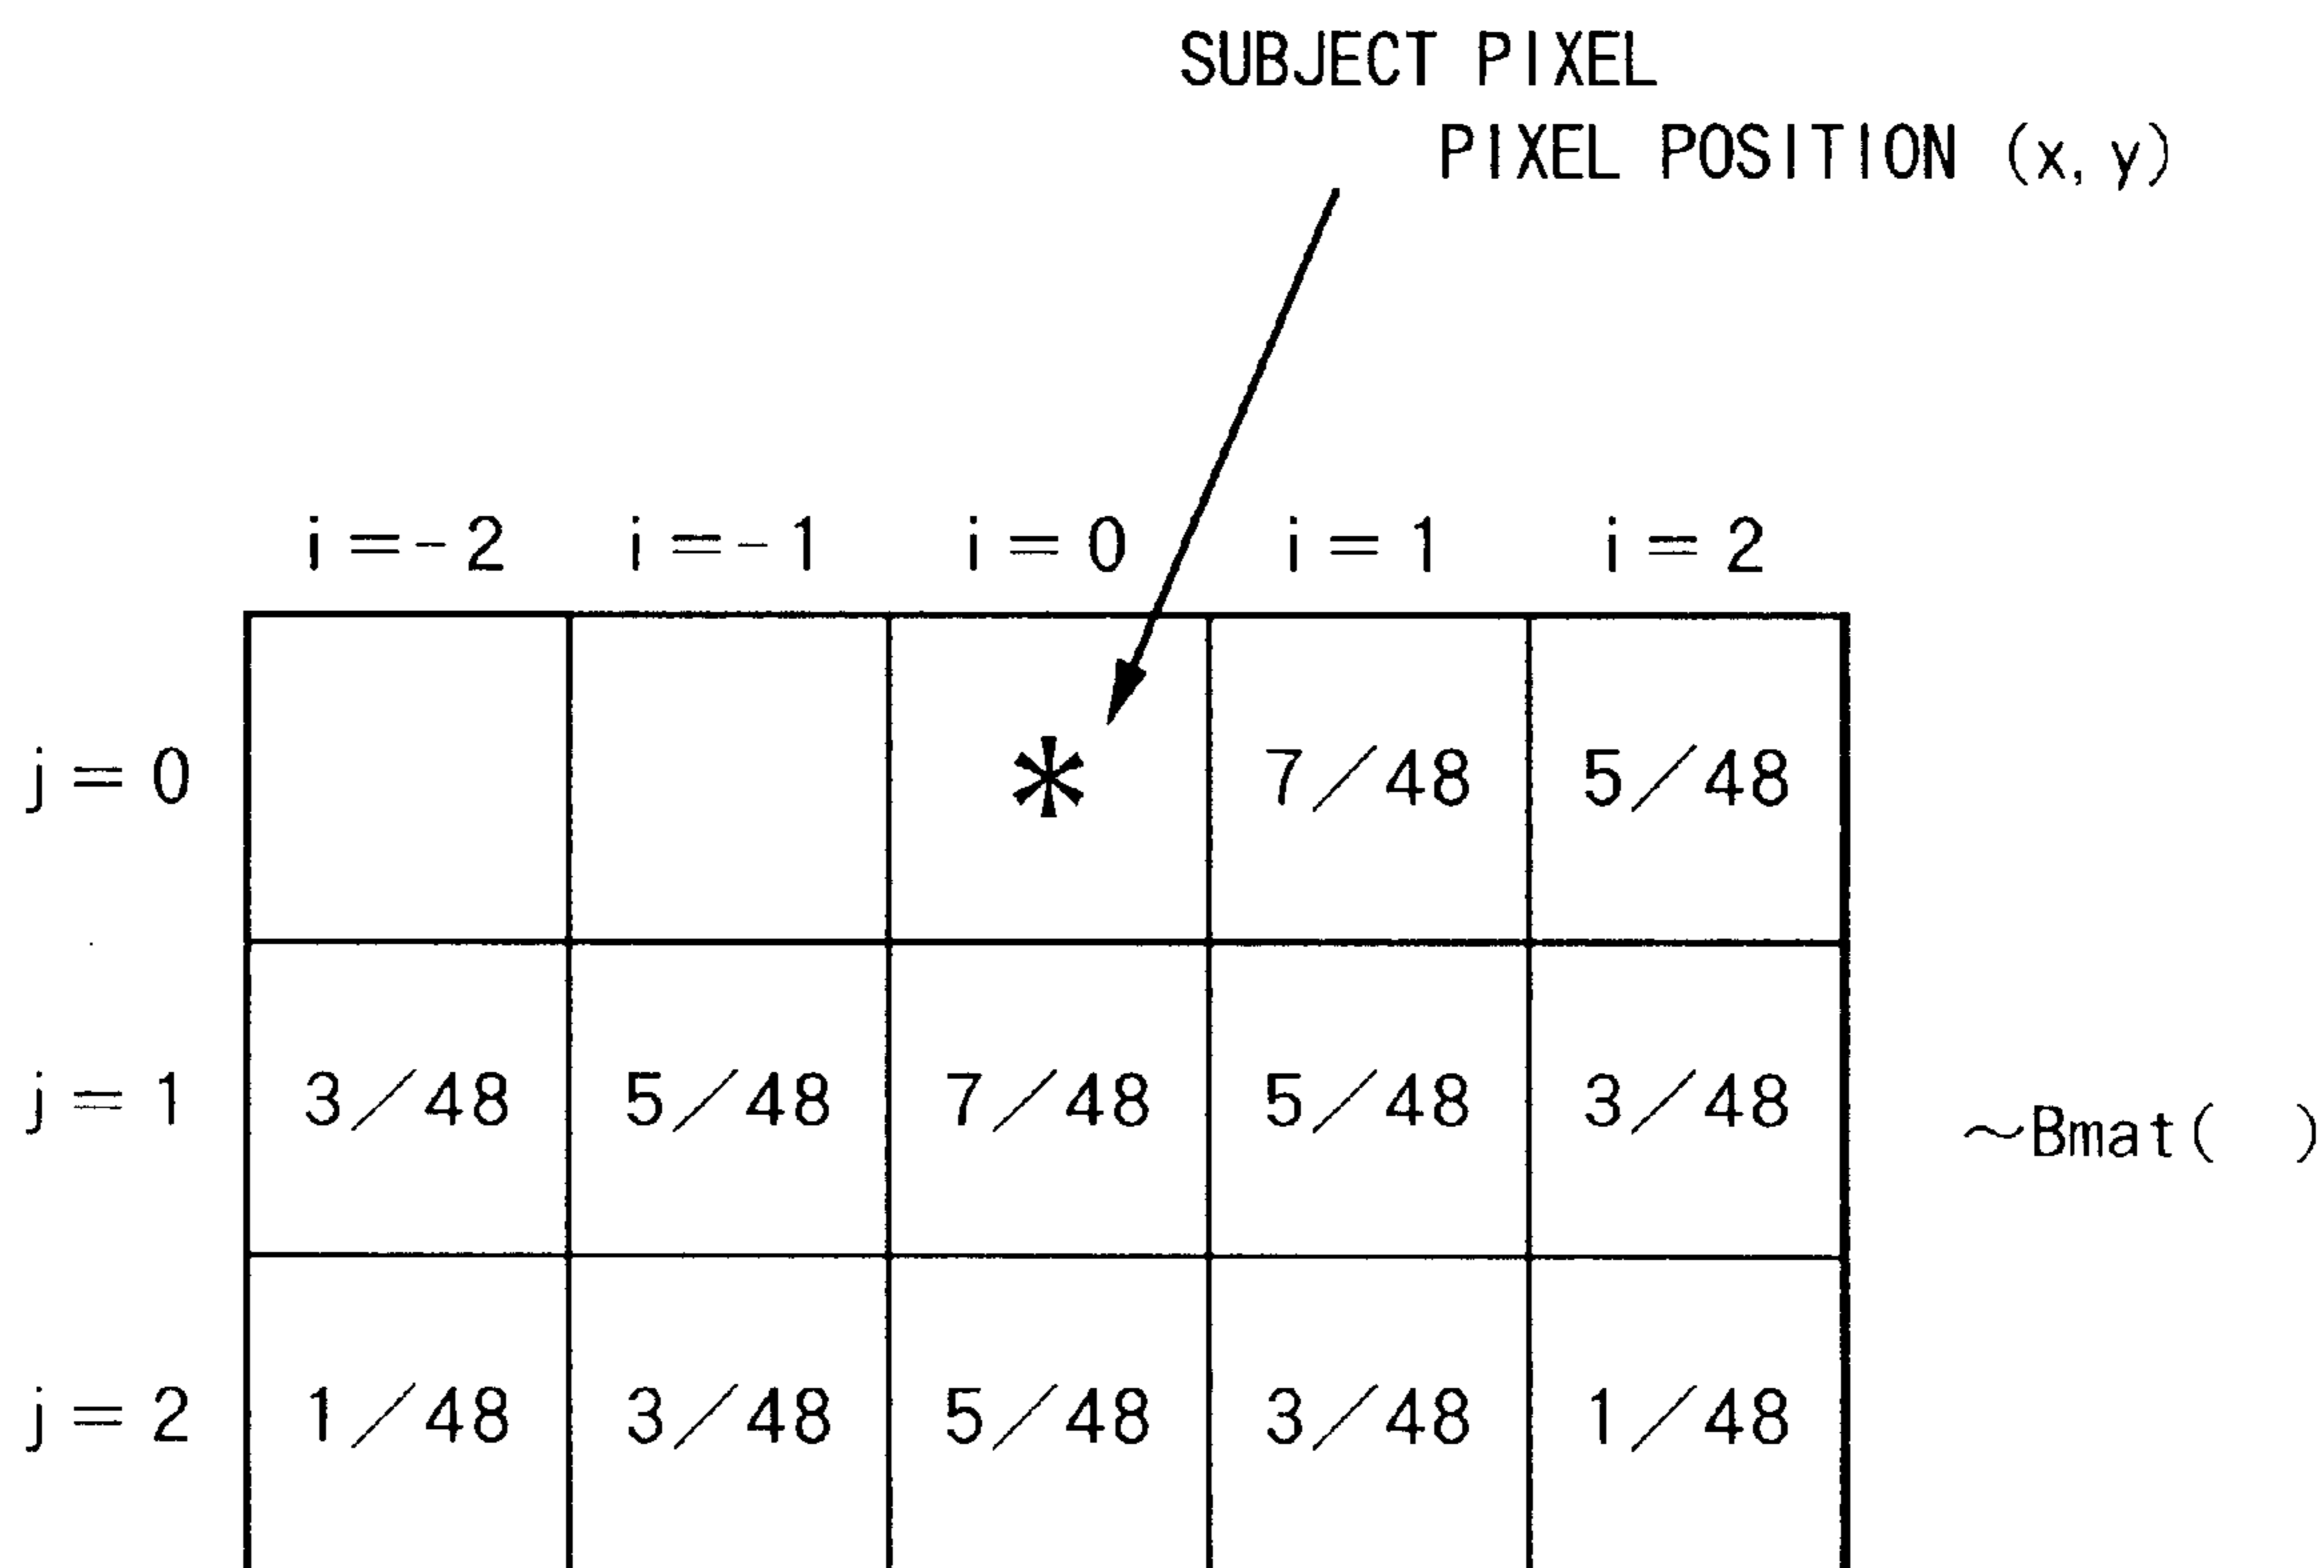 SUBJECT PIXEL
PIXEL POSITION (x, y)
i=-2 i=-1 i=0 i=1 i=2
j=0 * 7/48 5/48
j=1 3/48 5/48 7/48 5/48 3/48
~Bmat( )
j=2 1/48 3/48 5/48 3/48 1/48